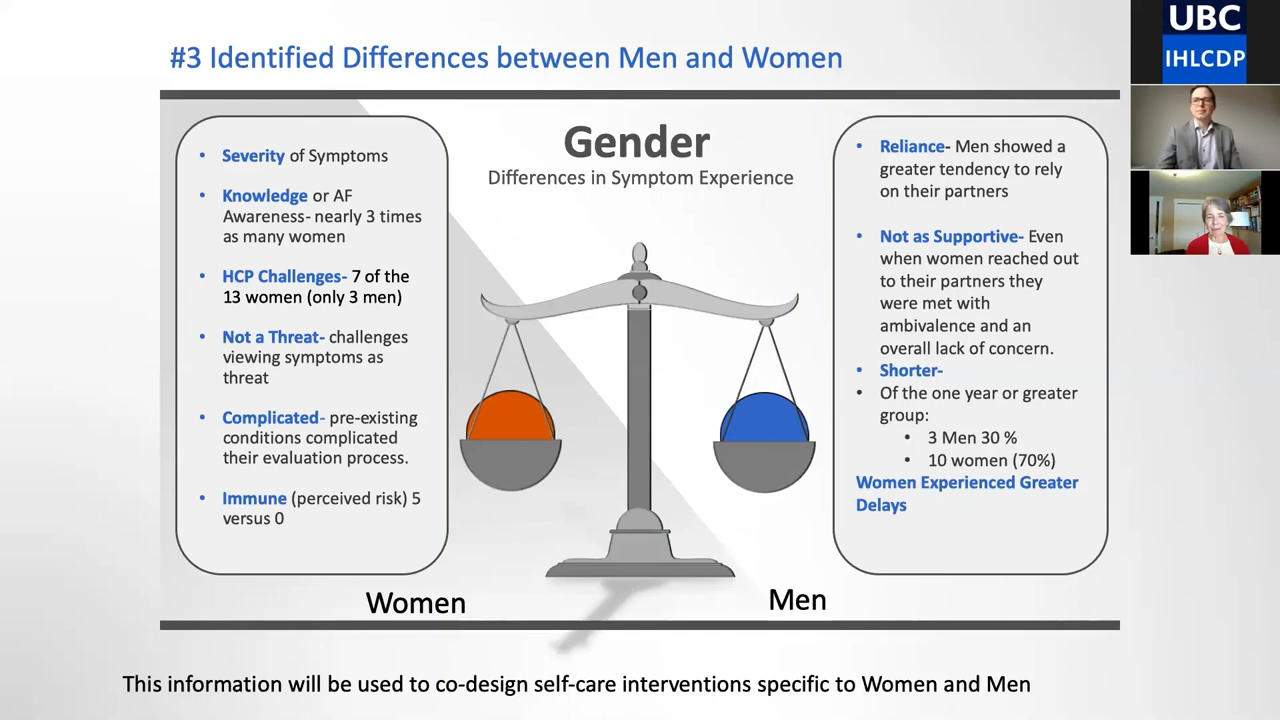 #3 Identified Differences between Men and Women
UBC
IHLCDP
Gender
Differences in Symptom Experience
• Severity of Symptoms
• Knowledge or AF
Awareness- nearly 3 times
as many women
• HCP Challenges- 7 of the
13 women (only 3 men)
• Not a Threat- challenges
viewing symptoms as
threat
• Complicated- pre-existing
conditions complicated
their evaluation process.
• Immune (perceived risk) 5
versus 0
• Reliance- Men showed a
greater tendency to rely
on their partners
• Not as Supportive- Even
when women reached out
to their partners they
were met with
ambivalence and an
overall lack of concern.
• Shorter-
• Of the one year or greater
group:
• 3 Men 30 %
• 10 women (70%)
Women Experienced Greater
Delays
Women
Men
This information will be used to co-design self-care interventions specific to Women and Men